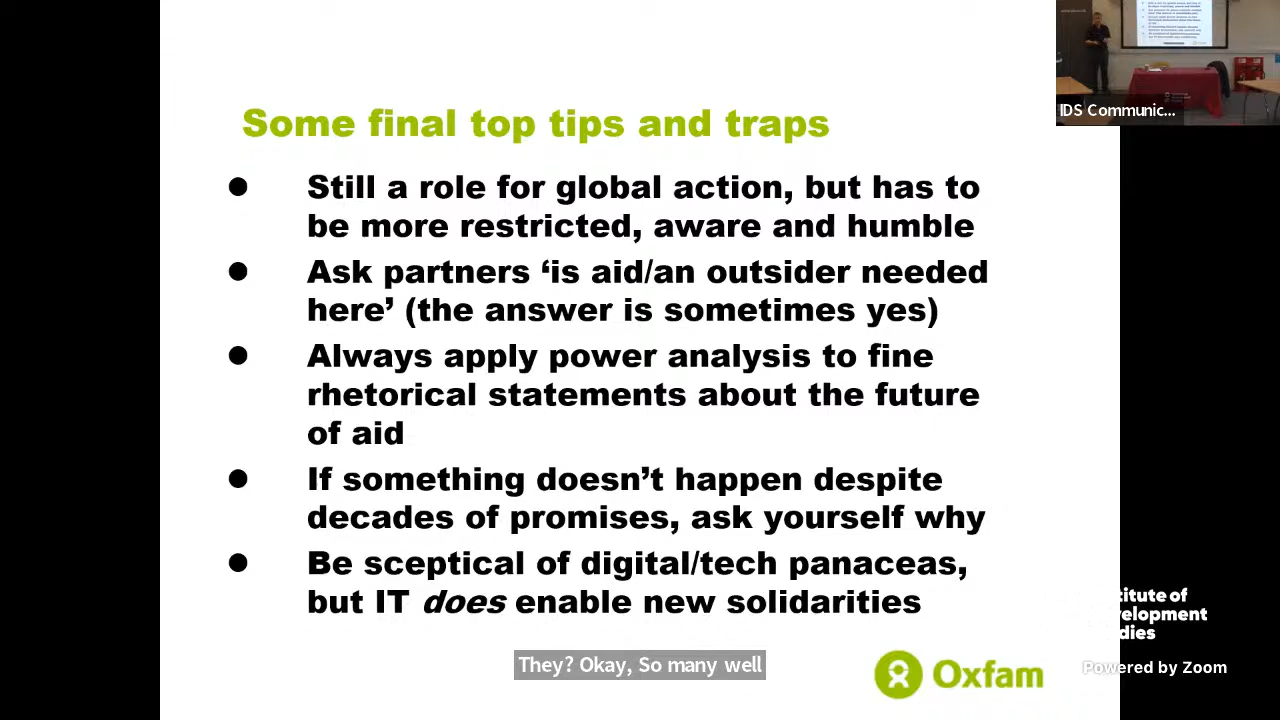 Some final top tips and traps
● Still a role for global action, but has to
be more restricted, aware and humble
● Ask partners ‘is aid/an outsider needed
here’ (the answer is sometimes yes)
● Always apply power analysis to fine
rhetorical statements about the future
of aid
● If something doesn’t happen despite
decades of promises, ask yourself why
● Be sceptical of digital/tech panaceas,
but IT does enable new solidarities
They? Okay, So many well
Oxfam
IDS Communic...
titute of
velopment
dies
Powered by Zoom